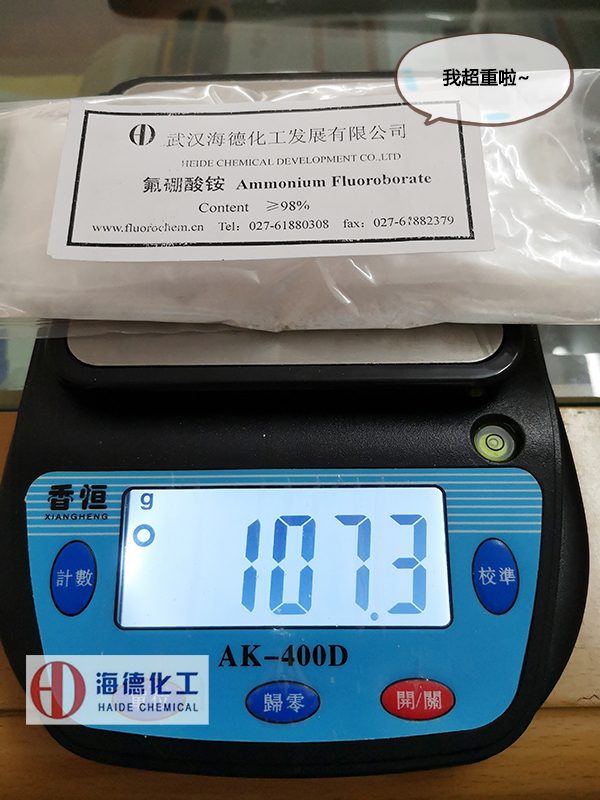 我超重啦~
武汉海德化工发展有限公司
HEIDE CHEMICAL DEVELOPMENT CO.,LTD
氟硼酸铵 Ammonium Fluoroborate
Content ≥98%
www.fluorochem.cn Tel: 027-61880308 fax: 027-61882379
香恒
XIANGHENG
g
107.3
計數
校準
AK-400D
海德化工
HAIDE CHEMICAL
歸零
開/關